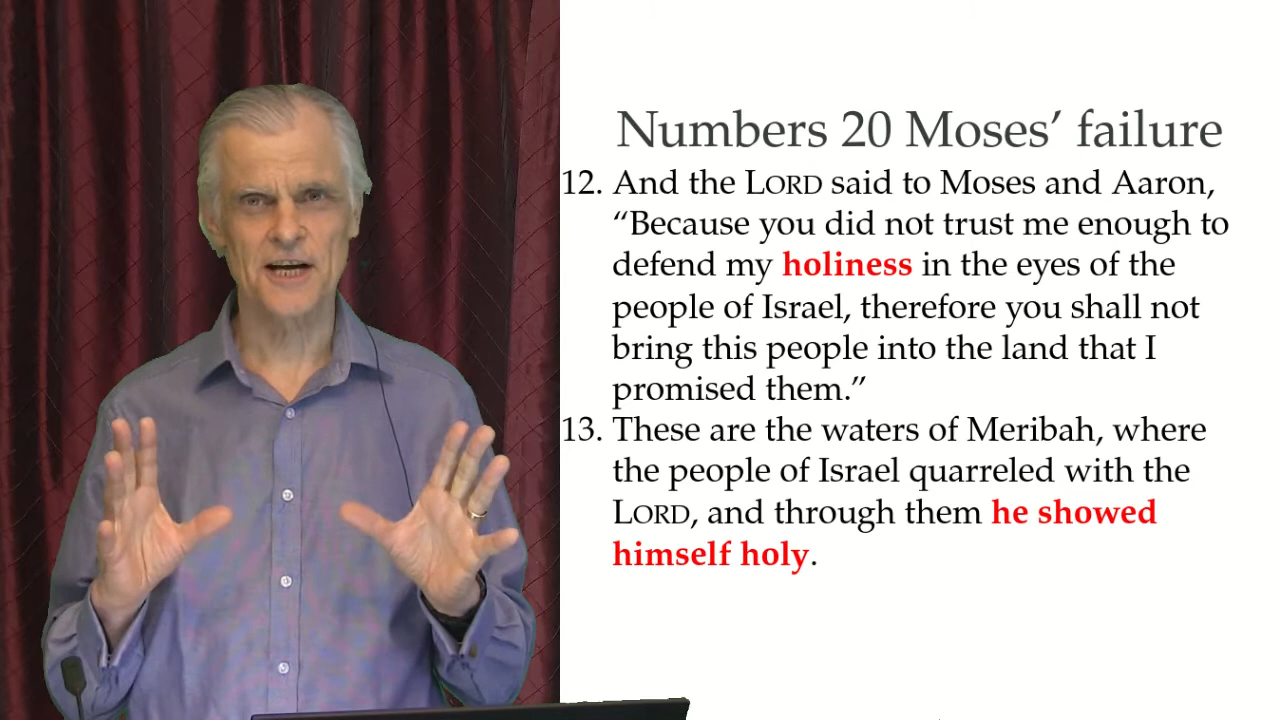 Numbers 20 Moses’ failure
12. And the LORD said to Moses and Aaron,
“Because you did not trust me enough to
defend my holiness in the eyes of the
people of Israel, therefore you shall not
bring this people into the land that I
promised them.”
13. These are the waters of Meribah, where
the people of Israel quarreled with the
LORD, and through them he showed
himself holy.